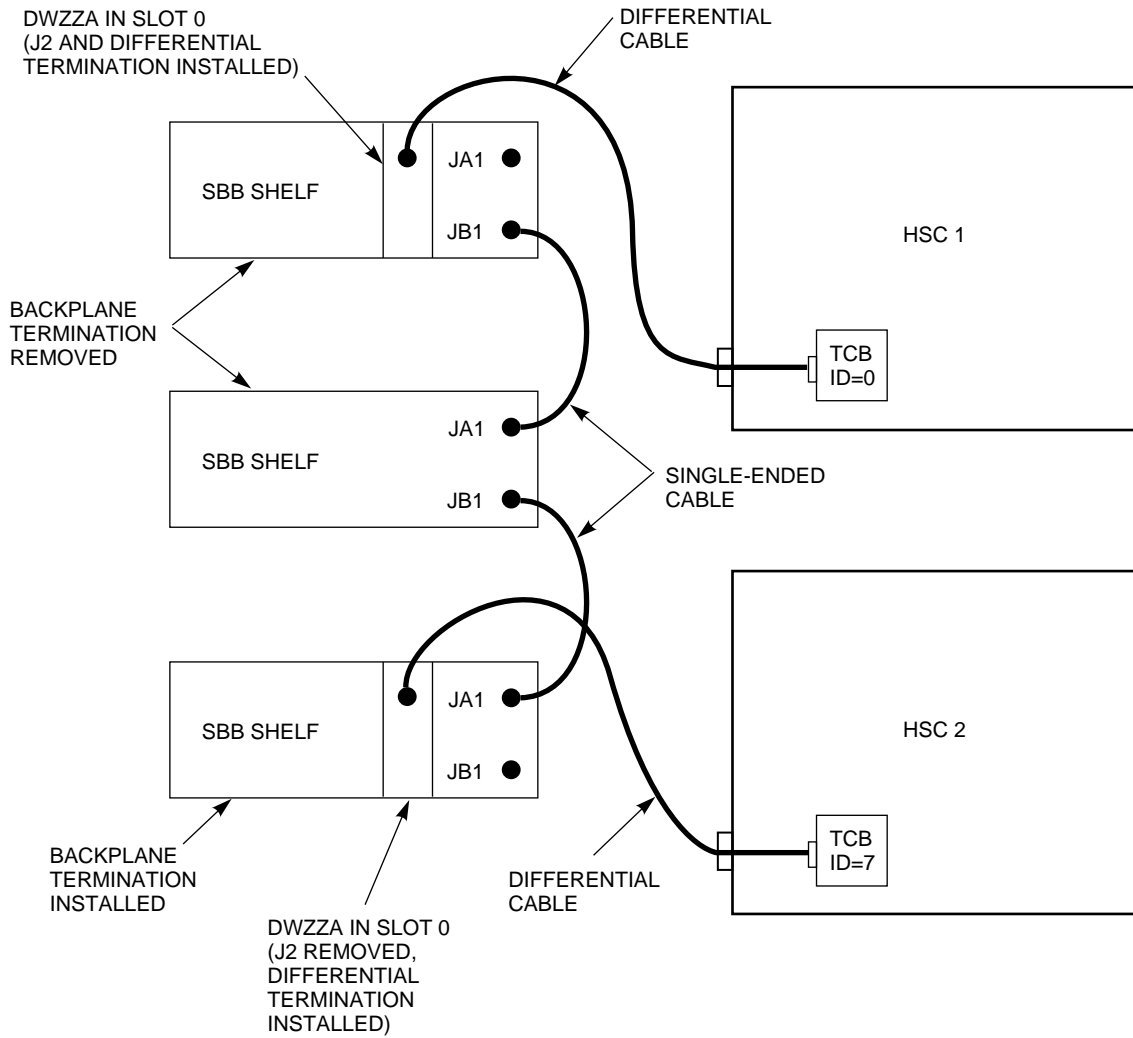 DWZZA IN SLOT 0
(J2 AND DIFFERENTIAL
TERMINATION INSTALLED)
DIFFERENTIAL
CABLE
SBB SHELF
JA1
JB1
HSC 1
BACKPLANE
TERMINATION
REMOVED
TCB
ID=0
SBB SHELF
JA1
JB1
SINGLE-ENDED
CABLE
SBB SHELF
JA1
JB1
HSC 2
TCB
ID=7
BACKPLANE
TERMINATION
INSTALLED
DIFFERENTIAL
CABLE
DWZZA IN SLOT 0
(J2 REMOVED,
DIFFERENTIAL
TERMINATION
INSTALLED)